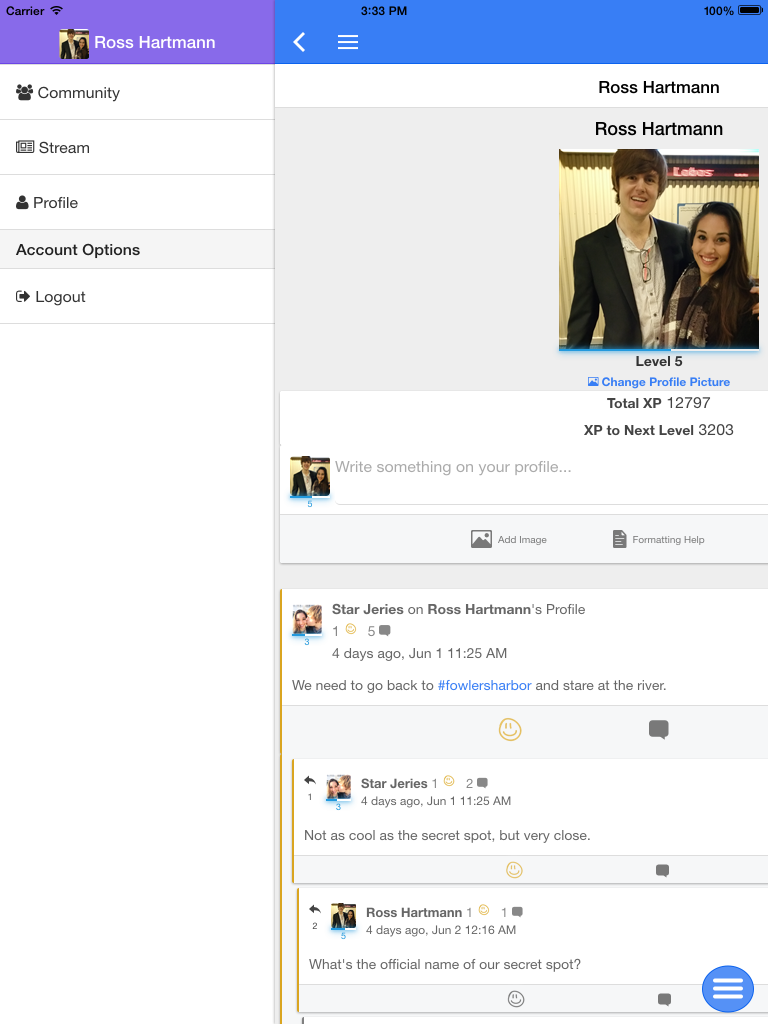 Carrier
3:33 PM
100%
Ross Hartmann
Community
Stream
Profile
Account Options
Logout
Ross Hartmann
Ross Hartmann
Lobos
Level 5
Change Profile Picture
Total XP 12797
XP to Next Level 3203
5
Write something on your profile...
Add Image
Formatting Help
Star Jeries on Ross Hartmann's Profile
1 5
3
4 days ago, Jun 1 11:25 AM
We need to go back to #fowlersharbor and stare at the river.
Star Jeries 1 2
1
4 days ago, Jun 1 11:25 AM
3
Not as cool as the secret spot, but very close.
Ross Hartmann 1 1
2
4 days ago, Jun 2 12:16 AM
5
What's the official name of our secret spot?